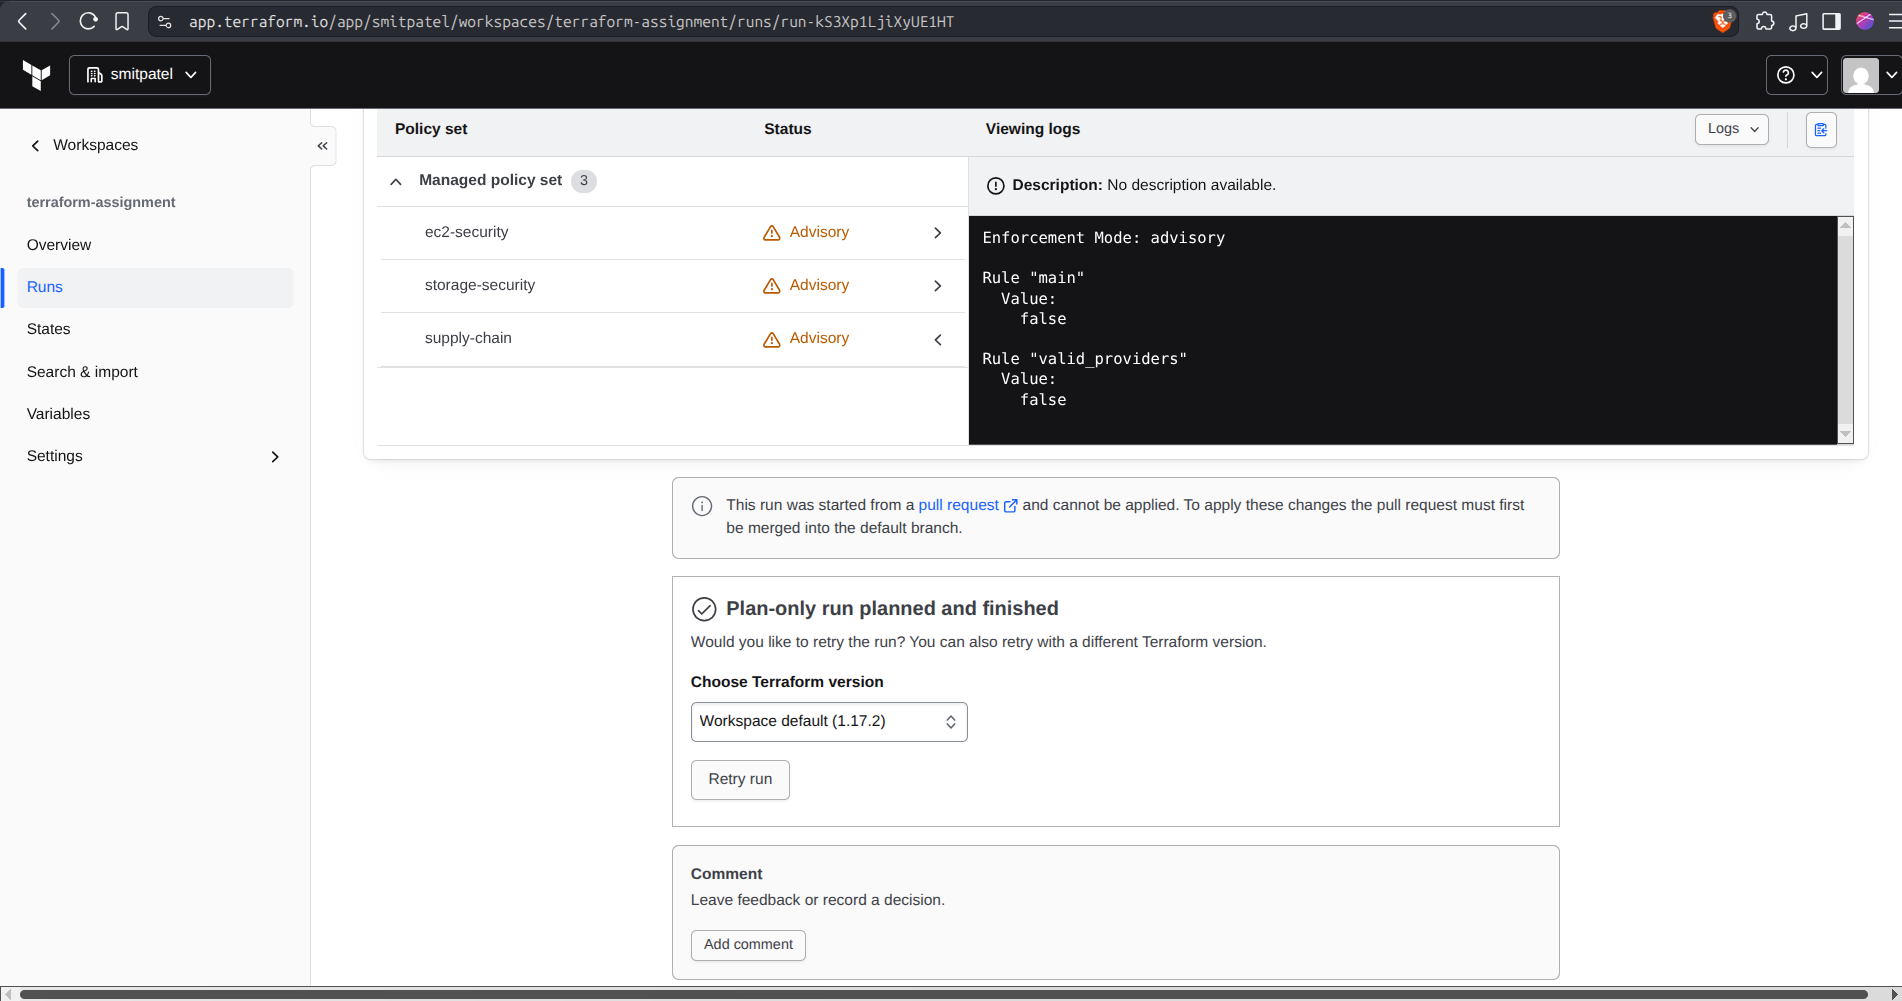 app.terraform.io/app/smitpatel/workspaces/terraform-assignment/runs/run-kS3Xp1LjiXyUE1HT
3
smitpatel
Workspaces
terraform-assignment
Overview
Runs
States
Search & import
Variables
Settings
Policy set Status Viewing logs Logs
Managed policy set 3
ec2-security Advisory
storage-security Advisory
supply-chain Advisory
Description: No description available.
Enforcement Mode: advisory
Rule "main"
Value:
false
Rule "valid_providers"
Value:
false
This run was started from a pull request and cannot be applied. To apply these changes the pull request must first
be merged into the default branch.
Plan-only run planned and finished
Would you like to retry the run? You can also retry with a different Terraform version.
Choose Terraform version
Workspace default (1.17.2)
Retry run
Comment
Leave feedback or record a decision.
Add comment